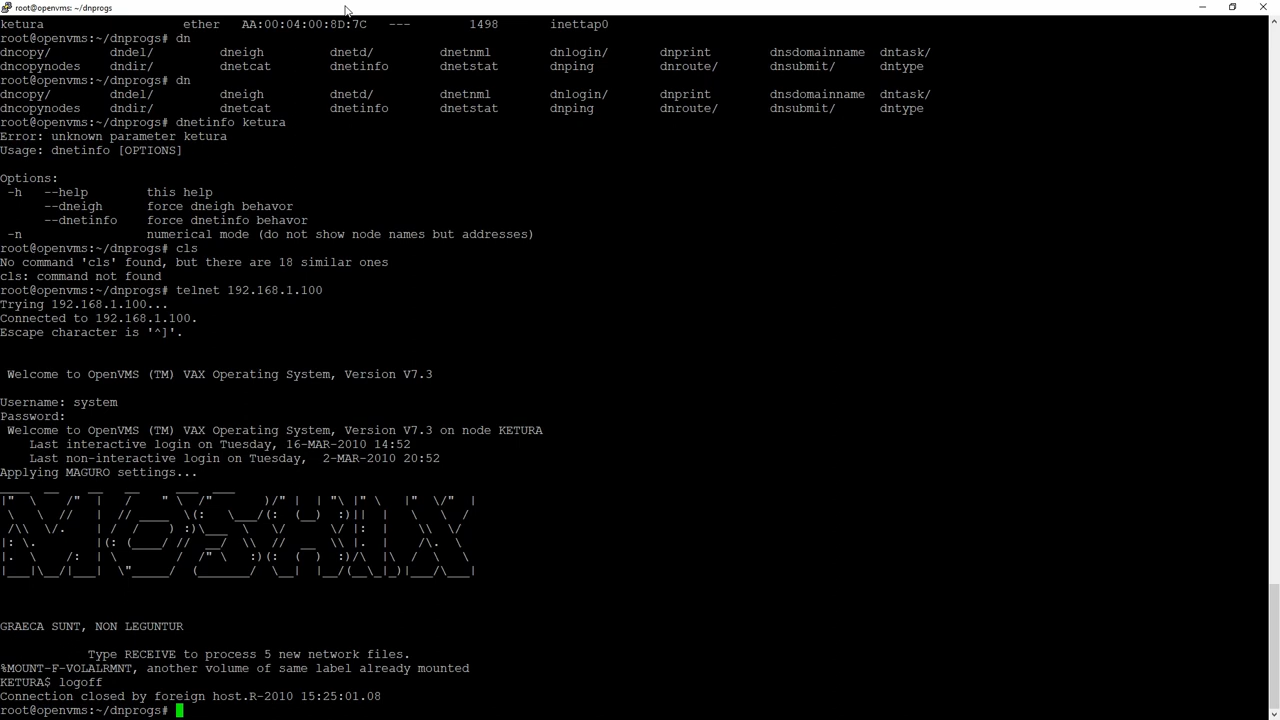 root@openvms: ~/dnprogs
ketura              ether   AA:00:04:00:8D:7C   ---        1498       inettap0
root@openvms:~/dnprogs# dn
dncopy/      dndel/       dneigh       dnetd/       dnetnml      dnlogin/     dnprint      dnsdomainname  dntask/
dncopynodes  dndir/       dnetcat      dnetinfo     dnetstat     dnping       dnroute/     dnsubmit/      dntype
root@openvms:~/dnprogs# dn
dncopy/      dndel/       dneigh       dnetd/       dnetnml      dnlogin/     dnprint      dnsdomainname  dntask/
dncopynodes  dndir/       dnetcat      dnetinfo     dnetstat     dnping       dnroute/     dnsubmit/      dntype
root@openvms:~/dnprogs# dnetinfo ketura
Error: unknown parameter ketura
Usage: dnetinfo [OPTIONS]
Options:
-h   --help        this help
--dneigh      force dneigh behavor
--dnetinfo    force dnetinfo behavor
-n                 numerical mode (do not show node names but addresses)
root@openvms:~/dnprogs# cls
No command 'cls' found, but there are 18 similar ones
cls: command not found
root@openvms:~/dnprogs# telnet 192.168.1.100
Trying 192.168.1.100...
Connected to 192.168.1.100.
Escape character is '^]'.
Welcome to OpenVMS (TM) VAX Operating System, Version V7.3
Username: system
Password:
Welcome to OpenVMS (TM) VAX Operating System, Version V7.3 on node KETURA
Last interactive login on Tuesday, 16-MAR-2010 14:52
Last non-interactive login on Tuesday,  2-MAR-2010 20:52
Applying MAGURO settings...
GRAECA SUNT, NON LEGUNTUR
Type RECEIVE to process 5 new network files.
%MOUNT-F-VOLALRMNT, another volume of same label already mounted
KETURA$ logoff
Connection closed by foreign host.R-2010 15:25:01.08
root@openvms:~/dnprogs#